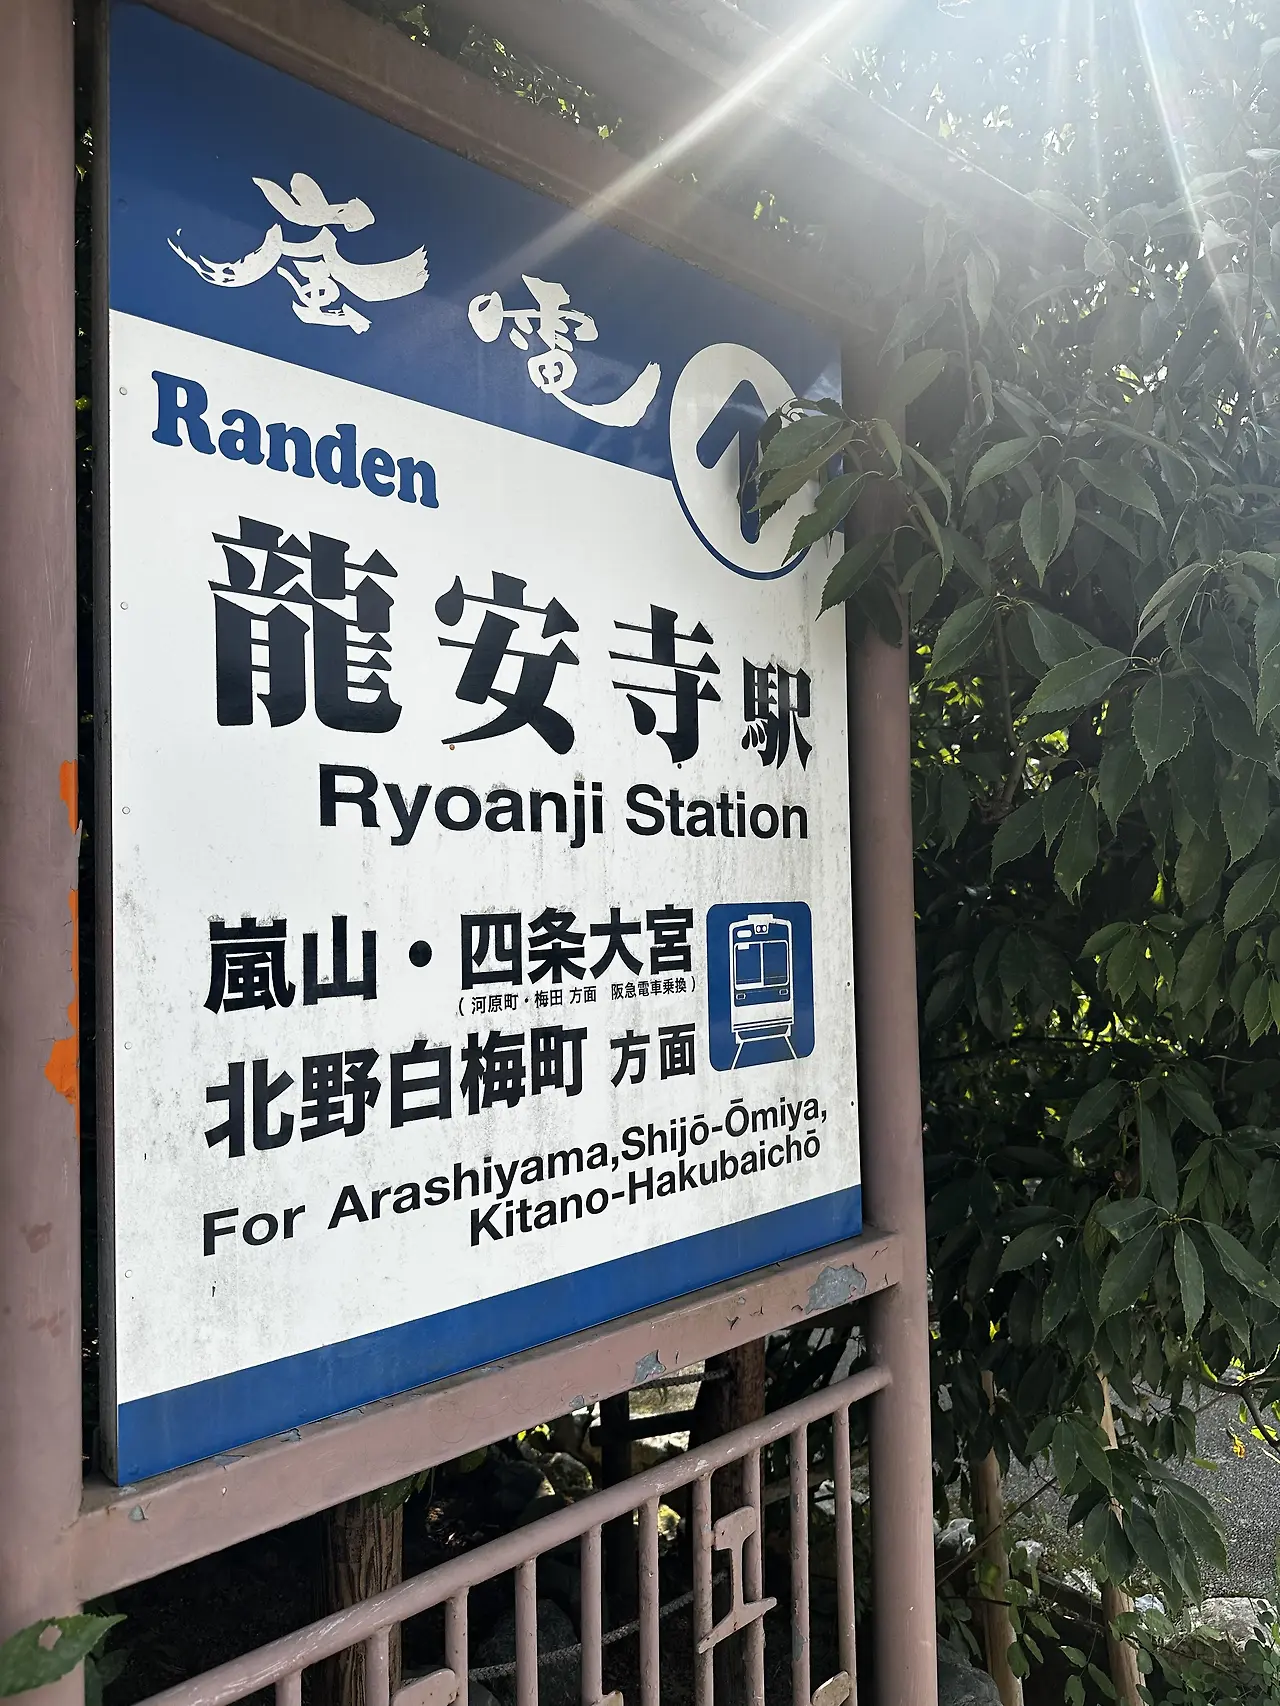 嵐電
Randen
龍安寺駅
Ryoanji Station
嵐山・四条大宮
(河原町・梅田 方面 阪急電車乗換)
北野白梅町 方面
For Arashiyama,Shijō-Ōmiya,
Kitano-Hakubaichō